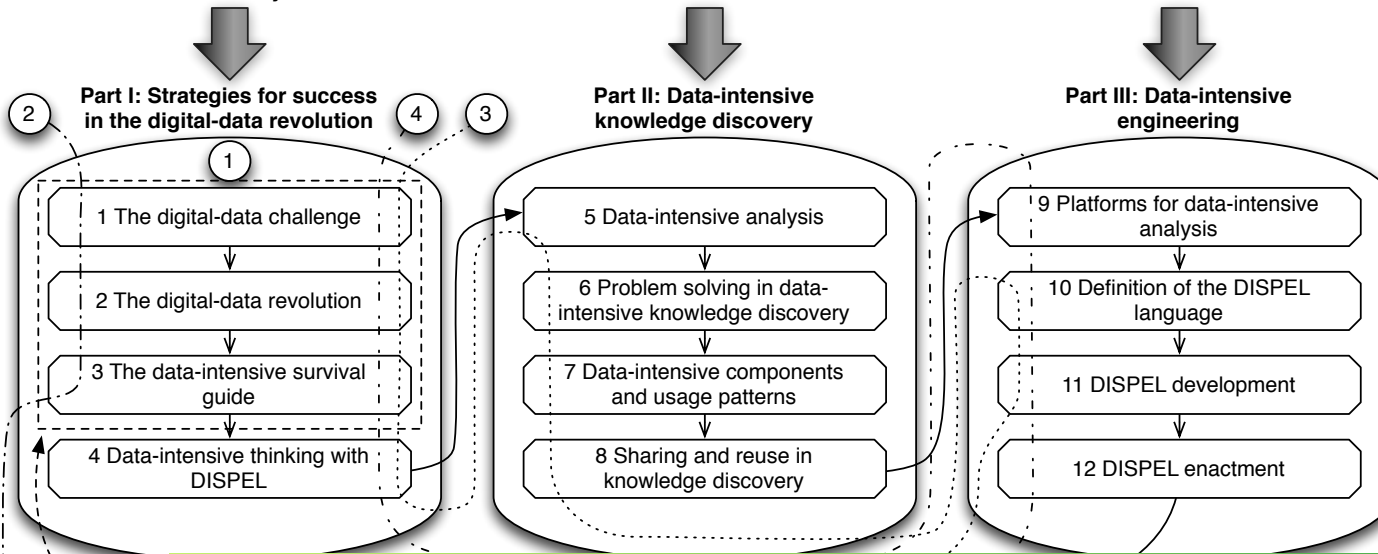 Part I: Strategies for success
in the digital-data revolution
2
4
3
1
1 The digital-data challenge
2 The digital-data revolution
3 The data-intensive survival
guide
4 Data-intensive thinking with
DISPEL
Part II: Data-intensive
knowledge discovery
5 Data-intensive analysis
6 Problem solving in data-
intensive knowledge discovery
7 Data-intensive components
and usage patterns
8 Sharing and reuse in
knowledge discovery
Part III: Data-intensive
engineering
9 Platforms for data-intensive
analysis
10 Definition of the DISPEL
language
11 DISPEL development
12 DISPEL enactment